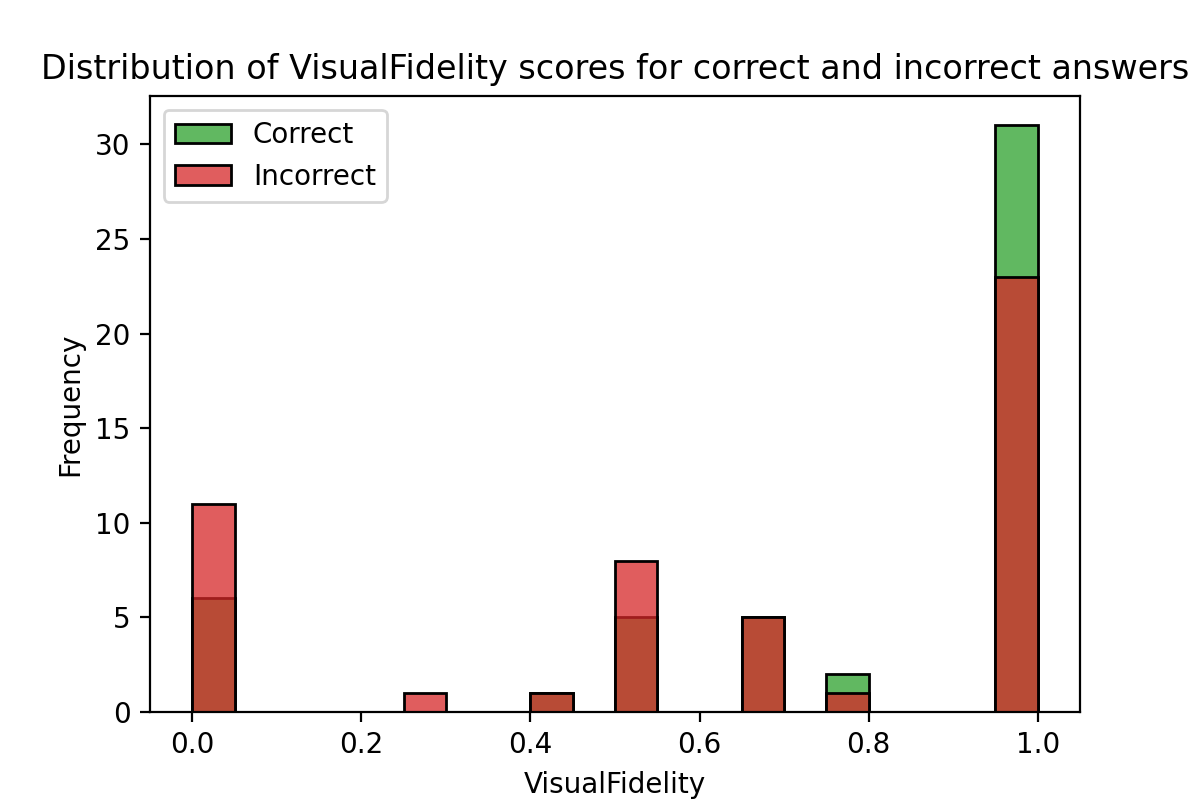 Distribution of VisualFidelity scores for correct and incorrect answers
Correct
Incorrect
30
25
20
15
10
5
0
Frequency
0.0 0.2 0.4 0.6 0.8 1.0
VisualFidelity